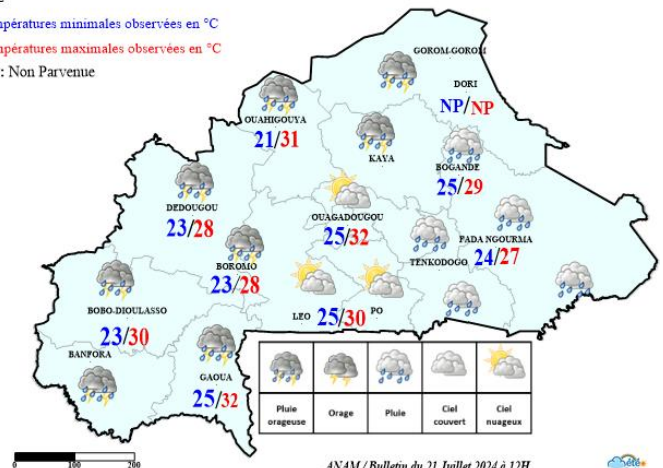 npératures minimales observées en °C
npératures maximales observées en °C
: Non Parvenue
GOROM-GOROM
DORI
NP/NP
OUAHIGOUYA
21/31
KAYA
BOGANDE
25/29
DEDOUGOU
23/28
OUAGADOUGOU
25/32
FADA NGOURMA
24/27
TENKODOGO
BOROMO
23/28
BOBO-DIOULASSO
23/30
LEO 25/30 PO
BANFORA
GAOUA
25/32
Pluie orageuse
Orage
Pluie
Ciel couvert
Ciel nuageux
0 100 200
ANAM / Bulletin du 21 Juillet 2024 à 12H
été